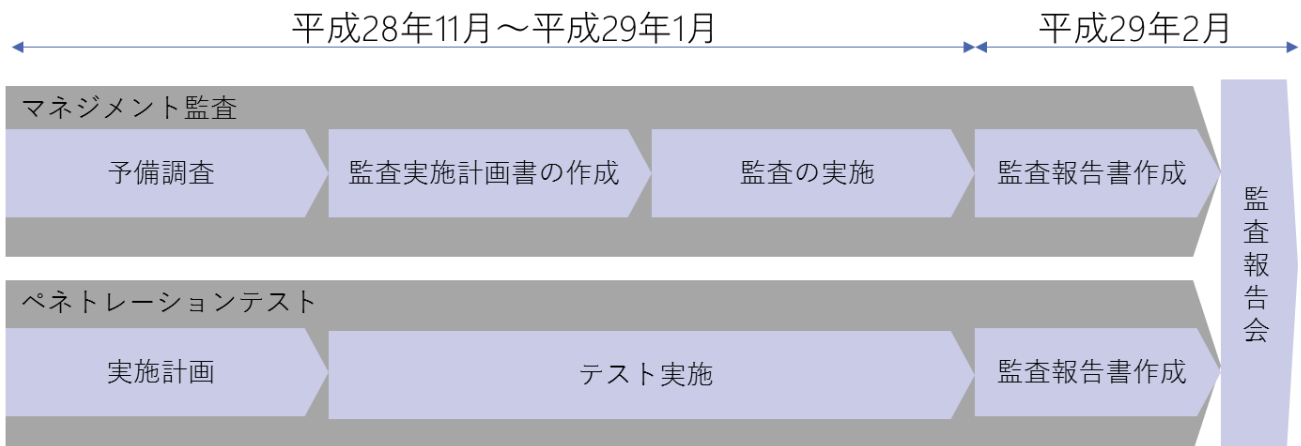 平成28年11月~平成29年1月
平成29年2月
マネジメント監査
予備調査
監査実施計画書の作成
監査の実施
監査報告書作成
ペネトレーションテスト
実施計画
テスト実施
監査報告書作成
監査報告会